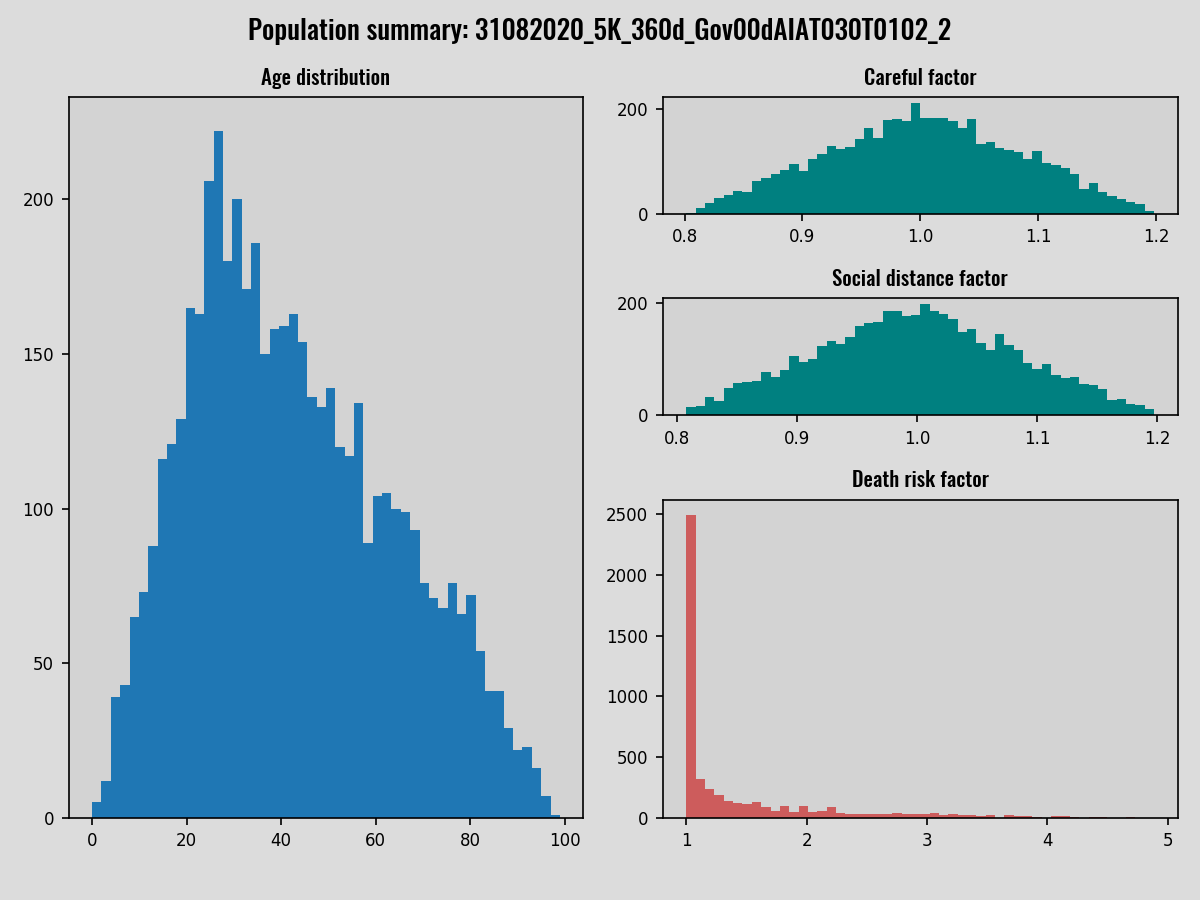 Population summary: 31082020_5K_360d_Gov00dAIAT030T0102_2
Age distribution
200
150
100
50
0
0 20 40 60 80 100
Careful factor
200
0
0.8 0.9 1.0 1.1 1.2
Social distance factor
200
0
0.8 0.9 1.0 1.1 1.2
Death risk factor
2500
2000
1500
1000
500
0
1 2 3 4 5